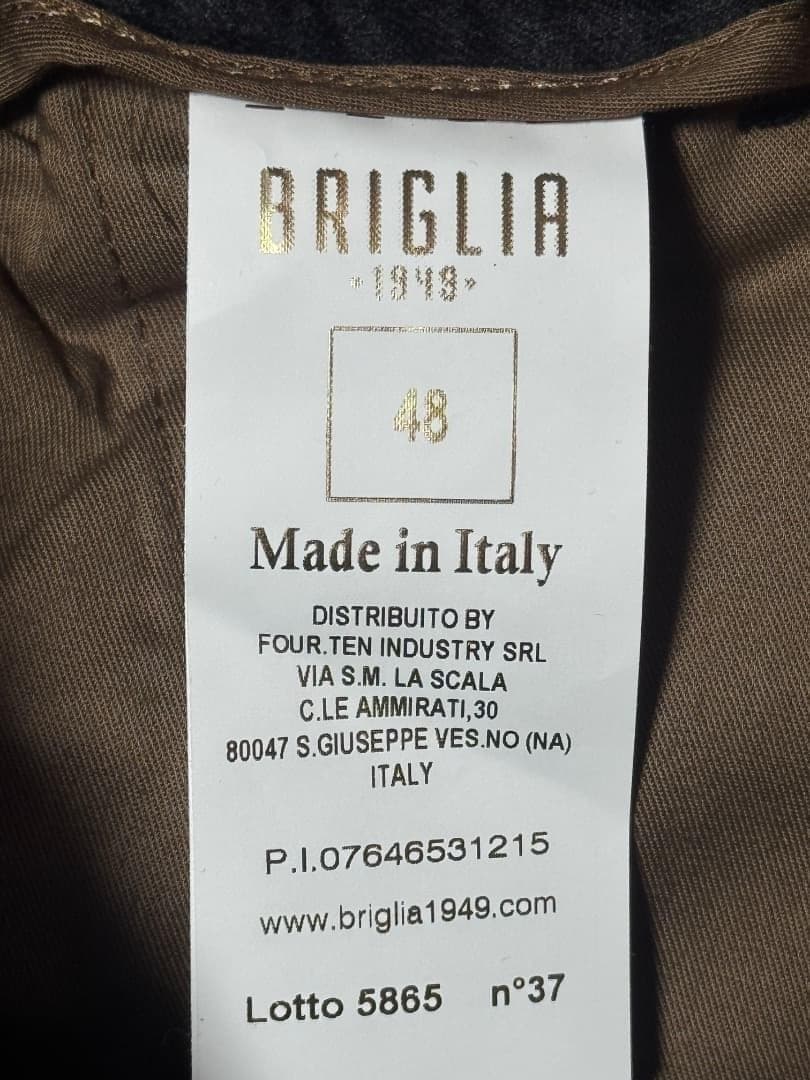 BRIGLIA
«1949»
48
Made in Italy
DISTRIBUITO BY
FOUR.TEN INDUSTRY SRL
VIA S.M. LA SCALA
C.LE AMMIRATI,30
80047 S.GIUSEPPE VES.NO (NA)
ITALY
P.I.07646531215
www.briglia1949.com
Lotto 5865 n°37